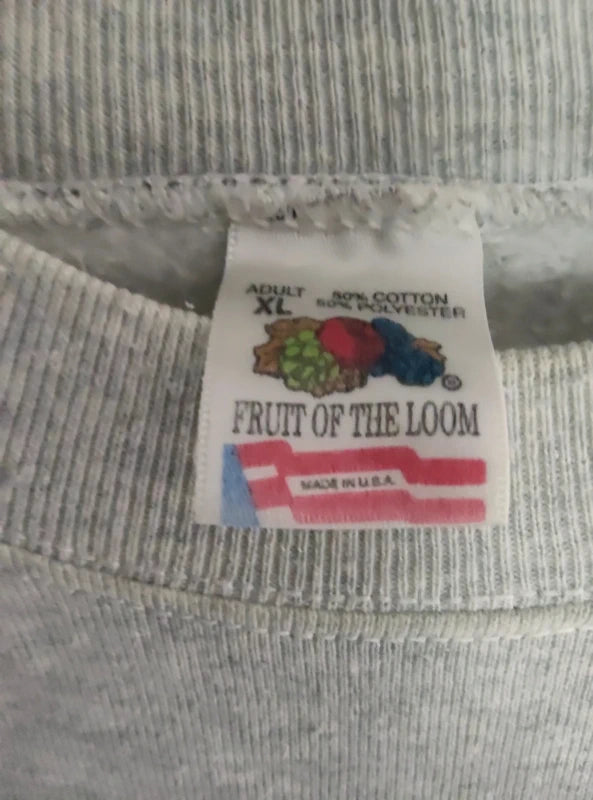 ADULT 50% COTTON
XL 50% POLYESTER
®
FRUIT OF THE LOOM
MADE IN U.S.A.